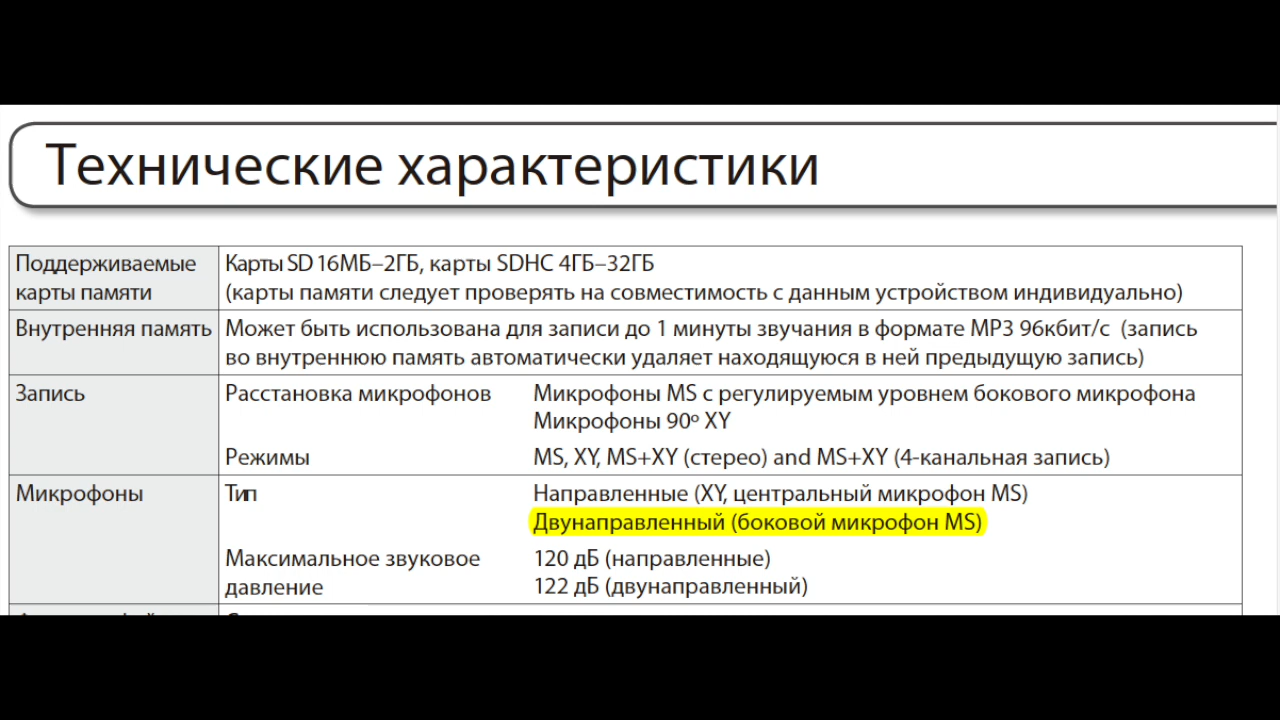 Технические характеристики
Поддерживаемые карты памяти
Карты SD 16МБ–2ГБ, карты SDHC 4ГБ–32ГБ
(карты памяти следует проверять на совместимость с данным устройством индивидуально)
Внутренняя память
Может быть использована для записи до 1 минуты звучания в формате MP3 96кбит/с (запись
во внутреннюю память автоматически удаляет находящуюся в ней предыдущую запись)
Запись
Расстановка микрофонов
Микрофоны MS с регулируемым уровнем бокового микрофона
Микрофоны 90º XY
Режимы
MS, XY, MS+XY (стерео) and MS+XY (4-канальная запись)
Микрофоны
Тип
Направленные (XY, центральный микрофон MS)
Двунаправленный (боковой микрофон MS)
Максимальное звуковое
давление
120 дБ (направленные)
122 дБ (двунаправленный)